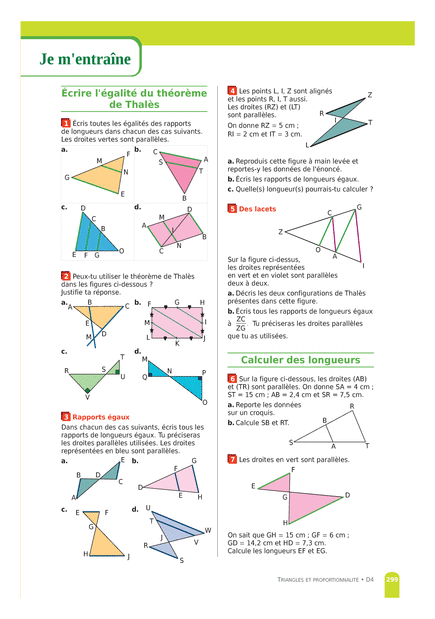 Je m'entraîne
Écrire l'égalité du théorème
de Thalès
1 Écris toutes les égalités des rapports
de longueurs dans chacun des cas suivants.
Les droites vertes sont parallèles.
a.
G
M
F
N
E
b.
C
A
S
T
B
c.
D
C
B
O
E F G
d.
D
M
A
I
N
C
B
2 Peux-tu utiliser le théorème de Thalès
dans les figures ci-dessous ?
Justifie ta réponse.
a.
A
B
C
E
M
D
b.
F G H
M
I
L
K
J
c.
R
T
S
U
V
d.
M
Q
N
P
O
3 Rapports égaux
Dans chacun des cas suivants, écris tous les
rapports de longueurs égaux. Tu préciseras
les droites parallèles utilisées. Les droites
représentées en bleu sont parallèles.
a.
E
B D
C
A
b.
G
F
D
E H
c.
E F
G
H J
d.
U
T
W
J
V
R
S
4 Les points L, I, Z sont alignés
et les points R, I, T aussi.
Les droites (RZ) et (LT)
sont parallèles.
On donne RZ = 5 cm ;
RI = 2 cm et IT = 3 cm.
Z
R
I
T
L
a. Reproduis cette figure à main levée et
reportes-y les données de l'énoncé.
b. Écris les rapports de longueurs égaux.
c. Quelle(s) longueur(s) pourrais-tu calculer ?
5 Des lacets
G
C
Z
O
A
I
Sur la figure ci-dessus,
les droites représentées
en vert et en violet sont parallèles
deux à deux.
a. Décris les deux configurations de Thalès
présentes dans cette figure.
b. Écris tous les rapports de longueurs égaux
à ZC/ZG. Tu préciseras les droites parallèles
que tu as utilisées.
Calculer des longueurs
6 Sur la figure ci-dessous, les droites (AB)
et (TR) sont parallèles. On donne SA = 4 cm ;
ST = 15 cm ; AB = 2,4 cm et SR = 7,5 cm.
a. Reporte les données
sur un croquis.
b. Calcule SB et RT.
R
B
S
A
T
7 Les droites en vert sont parallèles.
F
E
G
D
H
On sait que GH = 15 cm ; GF = 6 cm ;
GD = 14,2 cm et HD = 7,3 cm.
Calcule les longueurs EF et EG.
TRIANGLES ET PROPORTIONNALITÉ • D4
299